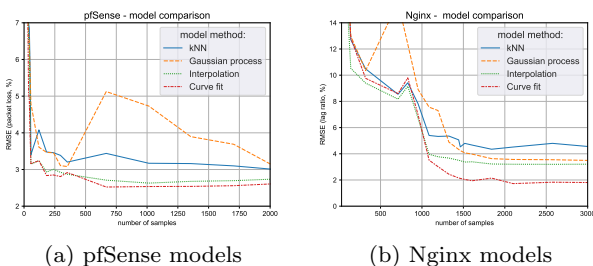 pfSense - model comparison
RMSE (packet loss, %)
7
6
5
4
3
2
model method:
kNN
Gaussian process
Interpolation
Curve fit
0 250 500 750 1000 1250 1500 1750 2000
number of samples
(a) pfSense models
Nginx - model comparison
RMSE (lag ratio, %)
14
12
10
8
6
4
2
0
model method:
kNN
Gaussian process
Interpolation
Curve fit
500 1000 1500 2000 2500 3000
number of samples
(b) Nginx models